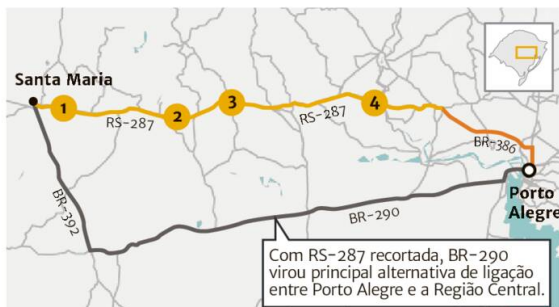 Santa Maria
1
2
3
4
RS-287
RS-287
BR-386
Porto
Alegre
BR-392
BR-290
Com RS-287 recortada, BR-290
virou principal alternativa de ligação
entre Porto Alegre e a Região Central.